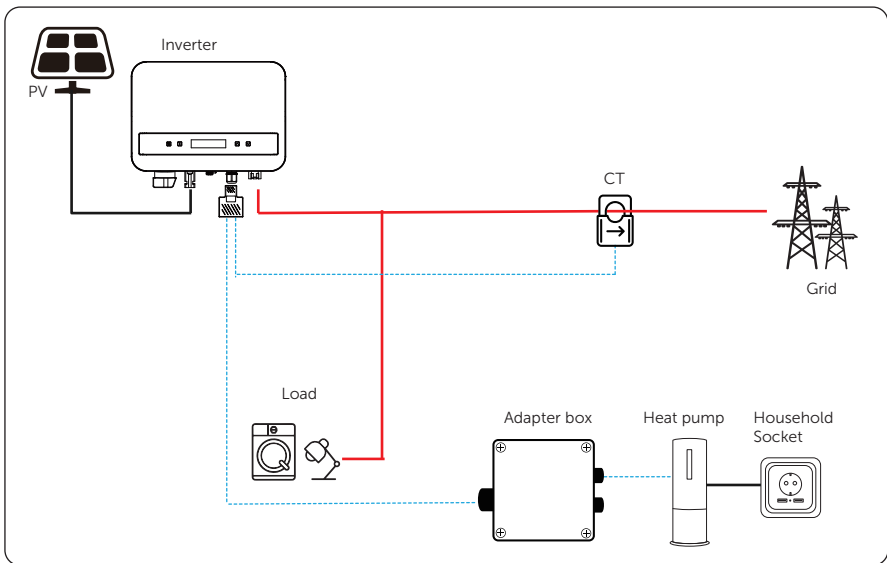 Inverter
PV
CT
Grid
Load
Adapter box
Heat pump
Household
Socket